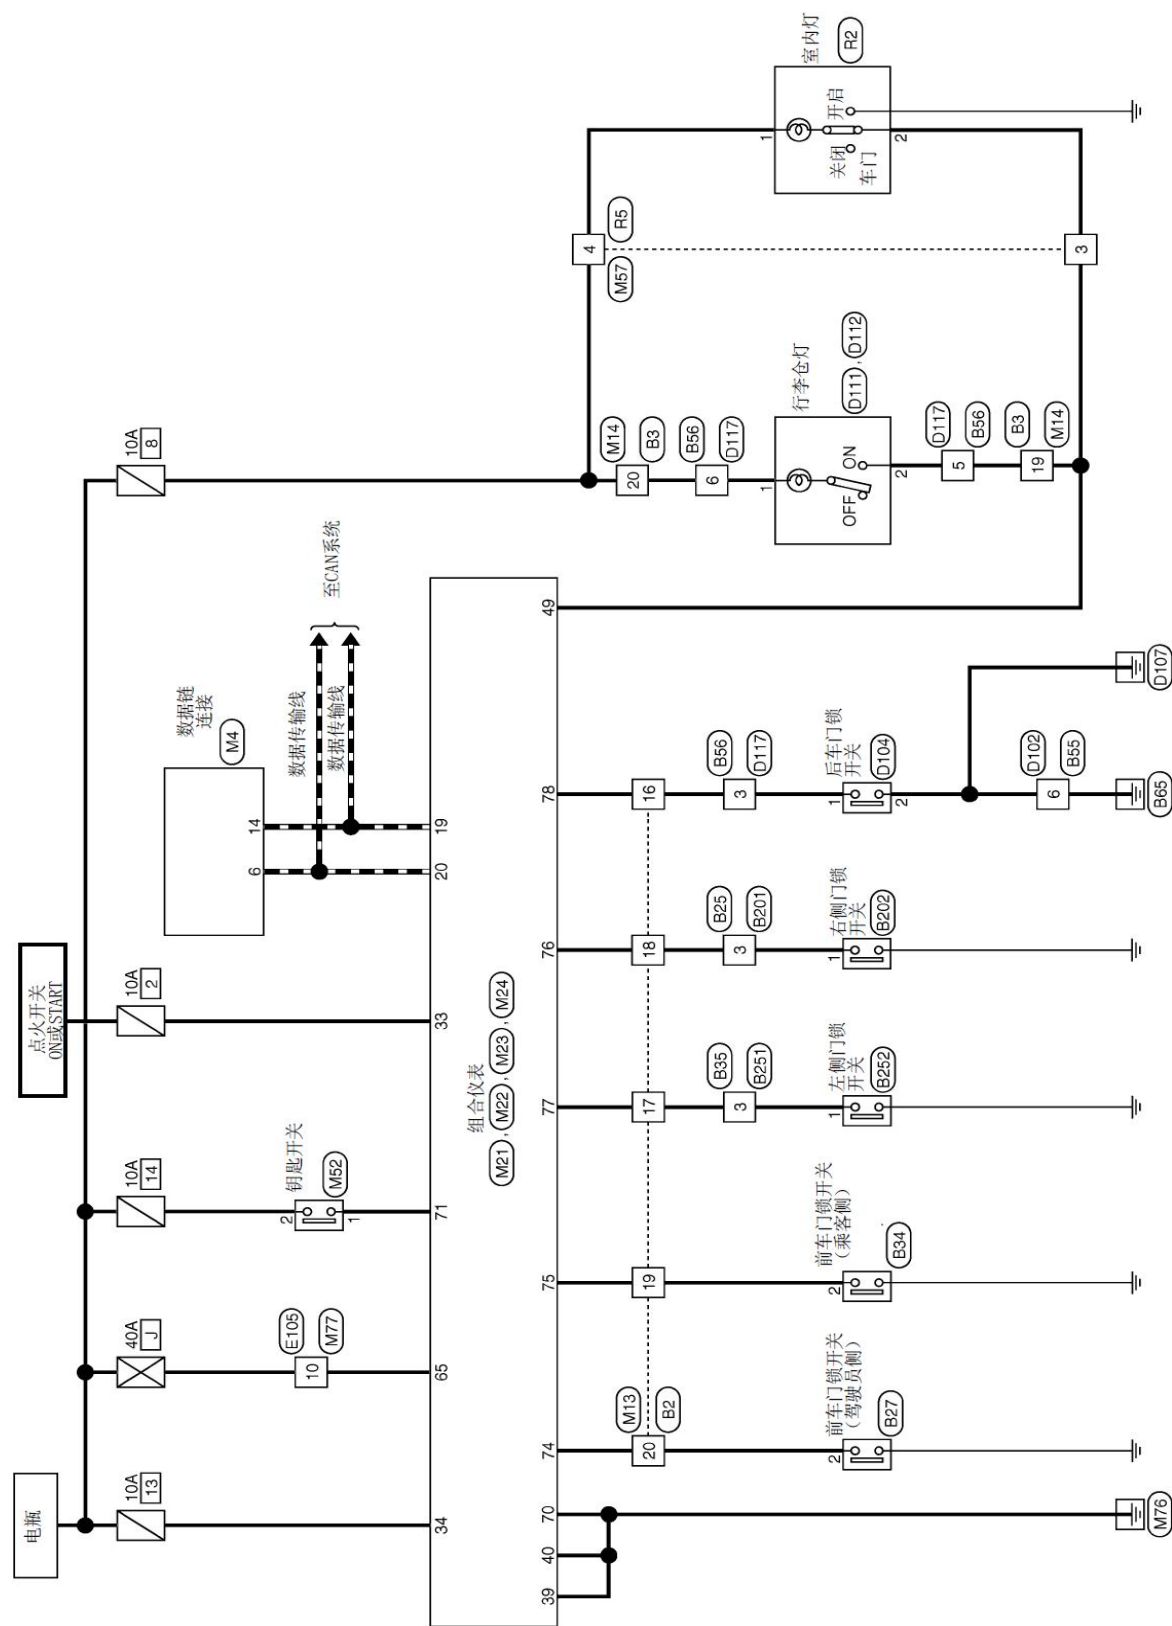 电瓶
点火开关
ON或START
10A
13
40A
J
10A
14
10A
2
10A
8
E105
10
M77
2
钥匙开关
1
M52
数据链
连接
M4
6
14
数据传输线
数据传输线
至CAN系统
34
65
71
33
20
19
组合仪表
M21 , M22 , M23 , M24
39
40
70
74
75
77
76
78
49
M13
20
B2
19
17
18
16
B35
3
B251
B25
3
B201
B56
3
D117
前车门锁开关
（驾驶员侧）
2
B27
前车门锁开关
（乘客侧）
2
B34
左侧门锁
开关
1
B252
右侧门锁
开关
1
B202
后车门锁
开关
1
2
D104
D102
6
B55
M76
B65
D107
M14
20
B3
B56
6
D117
行李仓灯
D111 , D112
1
OFF
ON
2
D117
5
B56
B3
19
M14
4
R5
M57
3
室内灯
R2
1
关闭
开启
车门
2